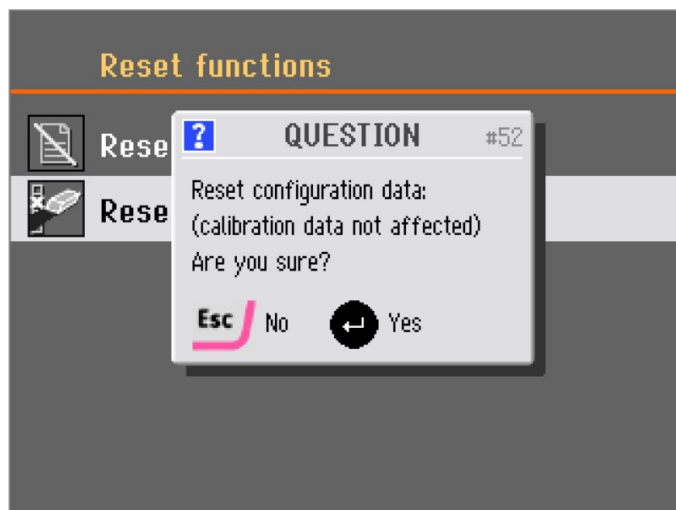 Reset functions
Rese
QUESTION #52
Rese
Reset configuration data:
(calibration data not affected)
Are you sure?
Esc No Yes